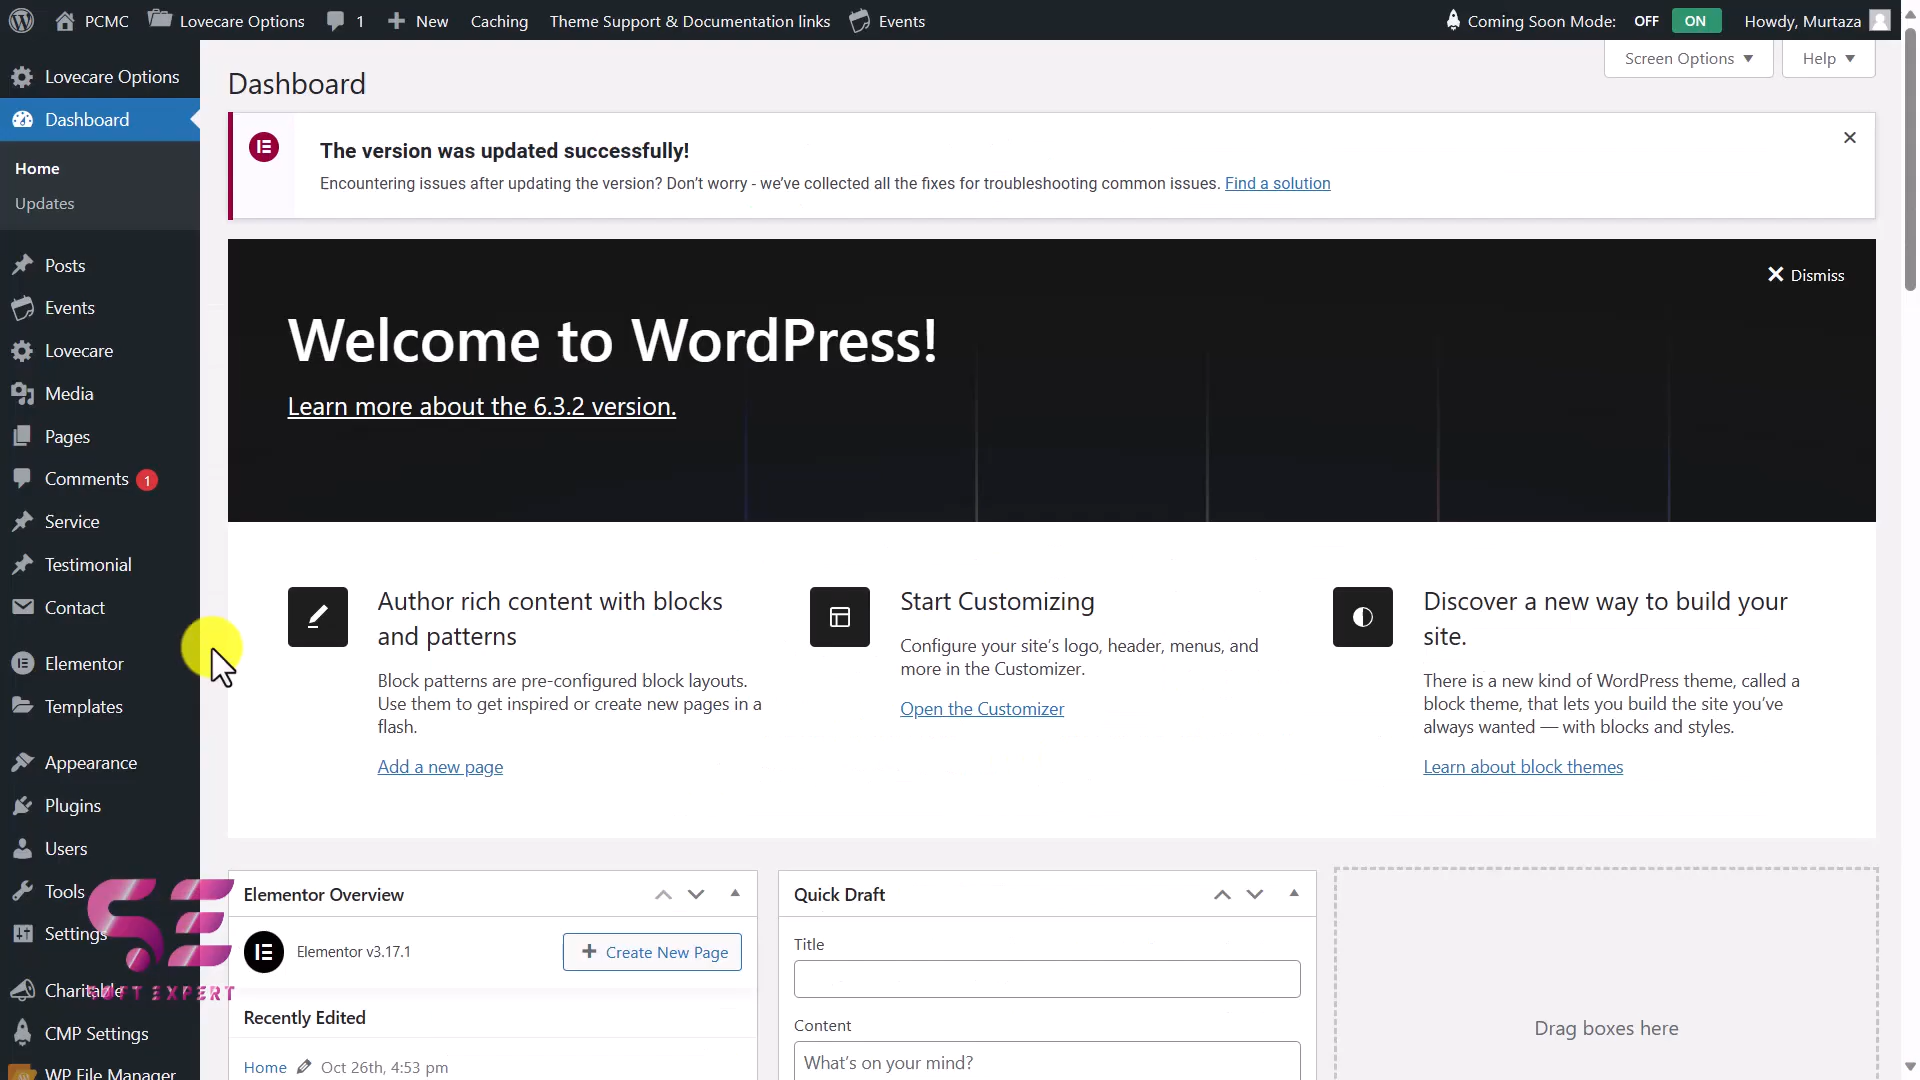 PCMC
Lovecare Options
1
New
Caching
Theme Support & Documentation links
Events
Coming Soon Mode:
OFF
ON
Howdy, Murtaza
Lovecare Options
Dashboard
Home
Updates
Posts
Events
Lovecare
Media
Pages
Comments 1
Service
Testimonial
Contact
Elementor
Templates
Appearance
Plugins
Users
Tools
Settings
Charitable
CMP Settings
WP File Manager
SOFT EXPERT
Screen Options
Help
Dashboard
The version was updated successfully!
Encountering issues after updating the version? Don't worry - we've collected all the fixes for troubleshooting common issues. Find a solution
Dismiss
Welcome to WordPress!
Learn more about the 6.3.2 version.
Author rich content with blocks
and patterns
Block patterns are pre-configured block layouts.
Use them to get inspired or create new pages in a
flash.
Add a new page
Start Customizing
Configure your site's logo, header, menus, and
more in the Customizer.
Open the Customizer
Discover a new way to build your
site.
There is a new kind of WordPress theme, called a
block theme, that lets you build the site you've
always wanted — with blocks and styles.
Learn about block themes
Elementor Overview
Elementor v3.17.1
+ Create New Page
Recently Edited
Home Oct 26th, 4:53 pm
Quick Draft
Title
Content
What's on your mind?
Drag boxes here